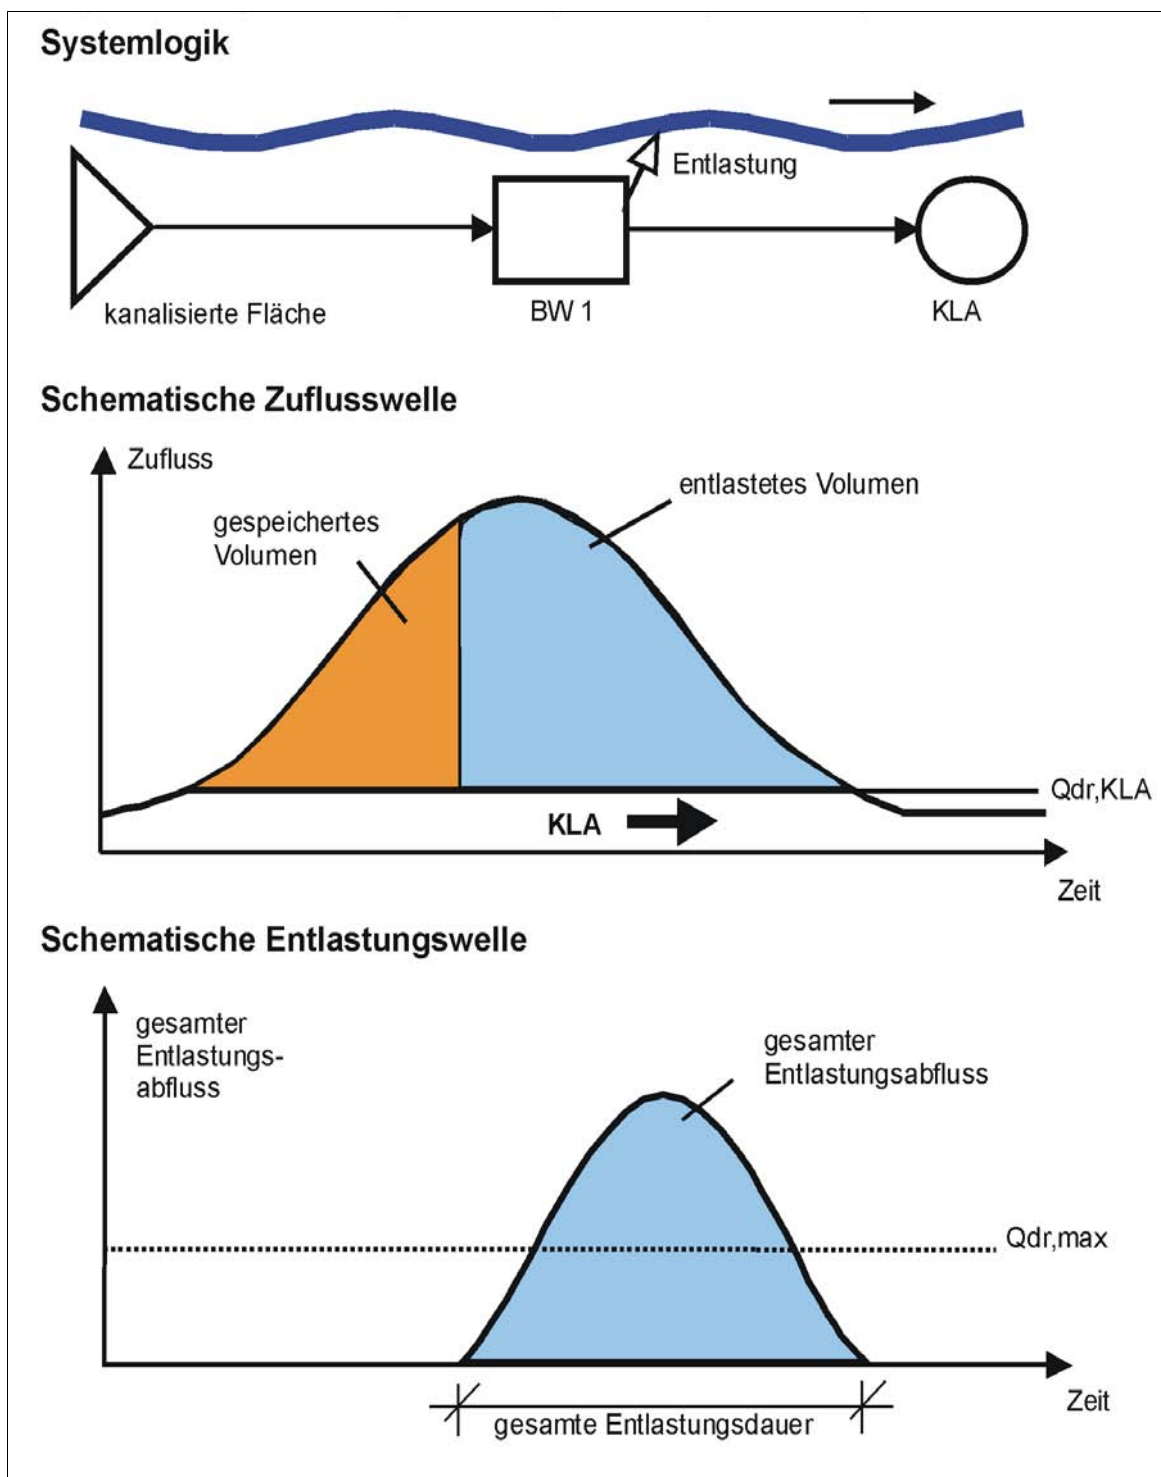 Systemlogik
Entlastung
kanalisierte Fläche
BW 1
KLA
Schematische Zuflusswelle
Zufluss
entlastetes Volumen
gespeichertes
Volumen
Qdr,KLA
KLA
Zeit
Schematische Entlastungswelle
gesamter
Entlastungs-
abfluss
gesamter
Entlastungsabfluss
Qdr,max
Zeit
gesamte Entlastungsdauer